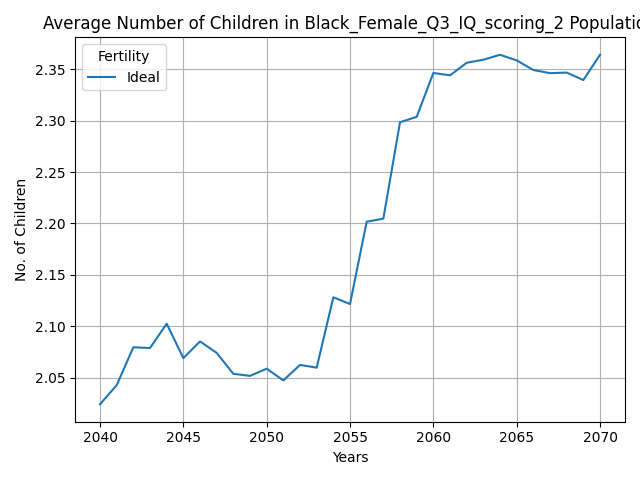 Average Number of Children in Black_Female_Q3_IQ_scoring_2 Populatio
Fertility
Ideal
No. of Children
2.35
2.30
2.25
2.20
2.15
2.10
2.05
2040 2045 2050 2055 2060 2065 2070
Years